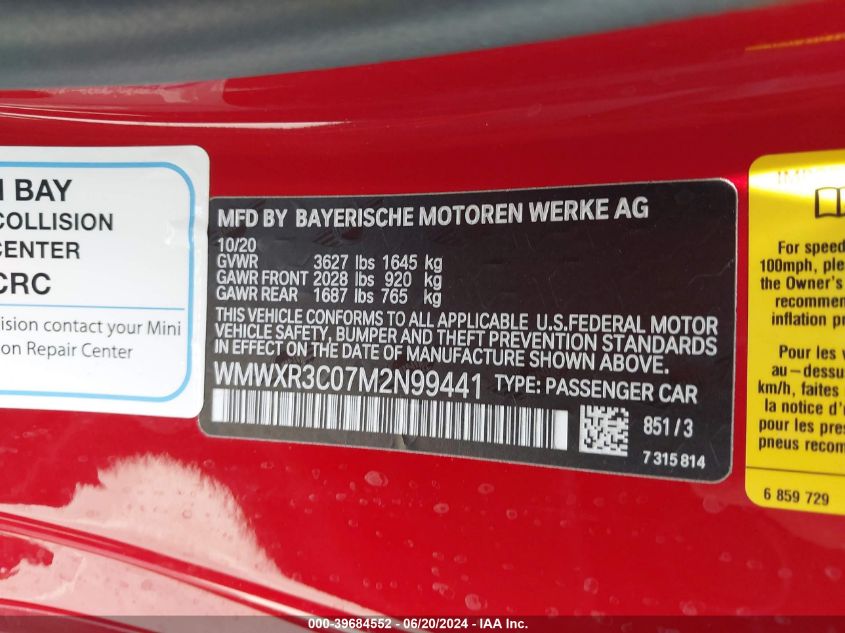 BAY
COLLISION
CENTER
CRC
contact your Mini
Repair Center
MFD BY BAYERISCHE MOTOREN WERKE AG
10/20
GVWR 3627 lbs 1645 kg
GAWR FRONT 2028 lbs 920 kg
GAWR REAR 1687 lbs 765 kg
THIS VEHICLE CONFORMS TO ALL APPLICABLE U.S.FEDERAL MOTOR
VEHICLE SAFETY, BUMPER AND THEFT PREVENTION STANDARDS
IN EFFECT ON THE DATE OF MANUFACTURE SHOWN ABOVE.
WMWXR3C07M2N99441 TYPE: PASSENGER CAR
851/3
7 315 814
For speed
100mph, ple
the Owner's
recommen
inflation pr
Pour les v
au-dessu
km/h, faites
la notice d'
pour les pres
pneus recom
6 859 729
000-39684552 - 06/20/2024 - IAA Inc.